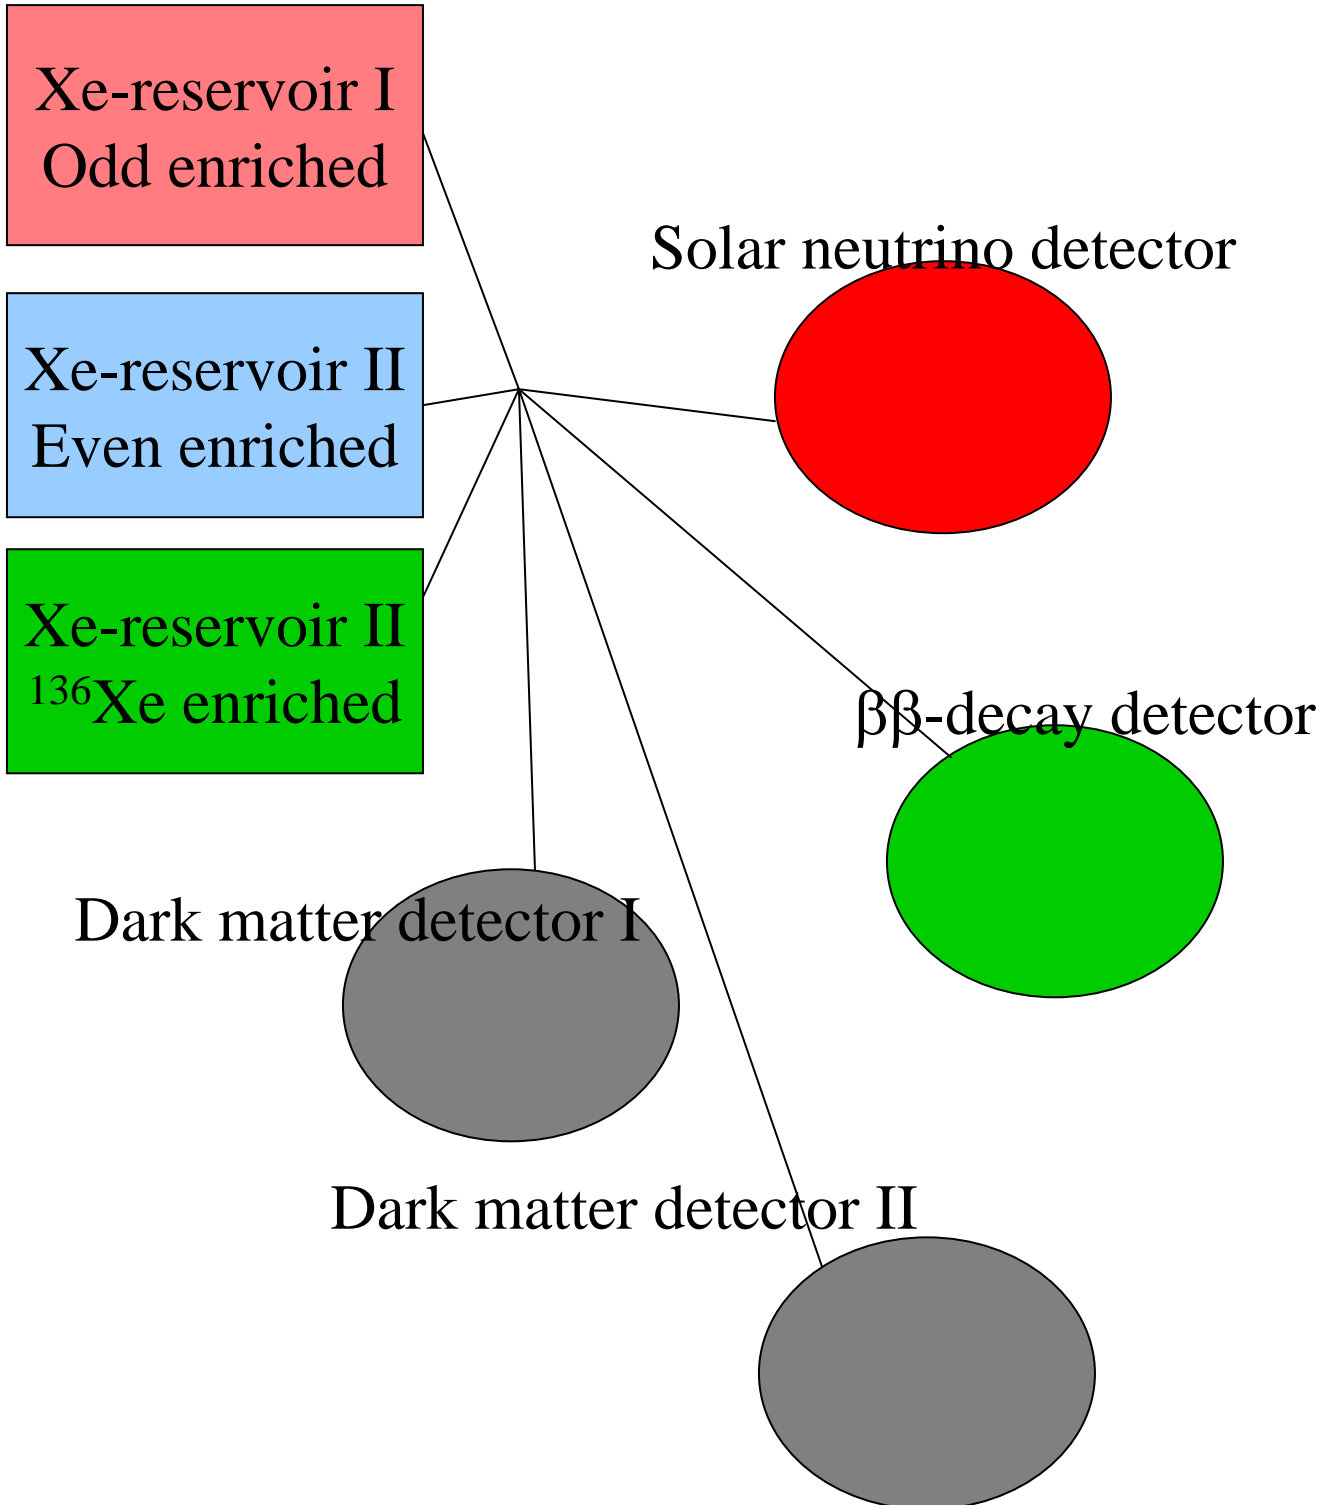 Xe-reservoir I
Odd enriched
Solar neutrino detector
Xe-reservoir II
Even enriched
Xe-reservoir II
¹³⁶Xe enriched
ββ-decay detector
Dark matter detector I
Dark matter detector II